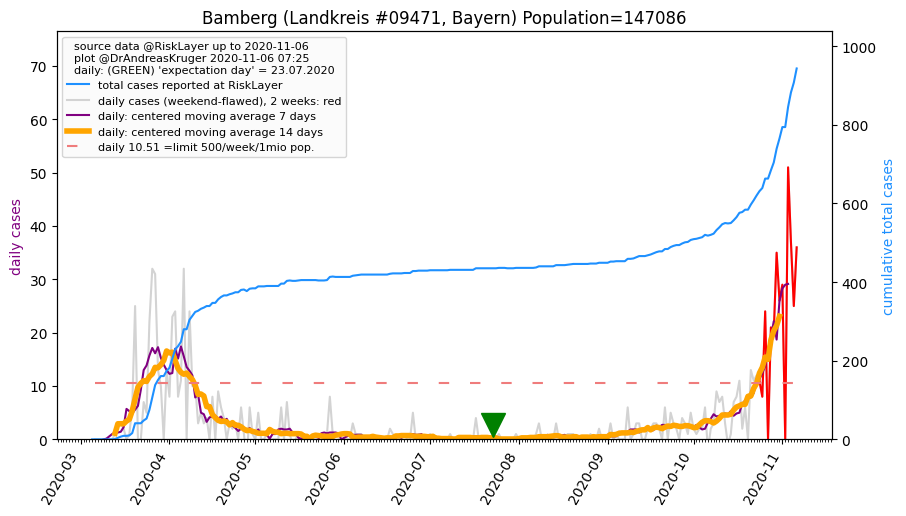 Bamberg (Landkreis #09471, Bayern) Population=147086
source data @RiskLayer up to 2020-11-06
plot @DrAndreasKruger 2020-11-06 07:25
daily: (GREEN) 'expectation day' = 23.07.2020
total cases reported at RiskLayer
daily cases (weekend-flawed), 2 weeks: red
daily: centered moving average 7 days
daily: centered moving average 14 days
daily 10.51 =limit 500/week/1mio pop.
daily cases
70
60
50
40
30
20
10
0
cumulative total cases
1000
800
600
400
200
0
2020-03
2020-04
2020-05
2020-06
2020-07
2020-08
2020-09
2020-10
2020-11